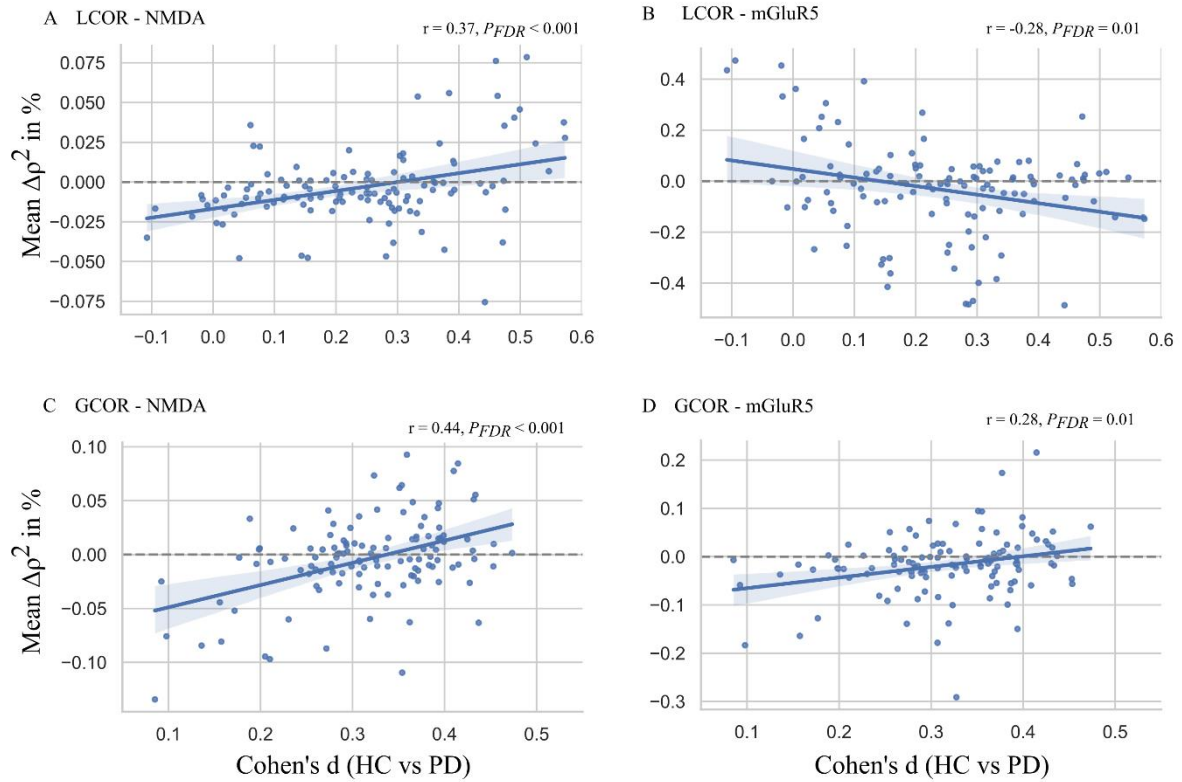 A LCOR - NMDA
r = 0.37, P_FDR < 0.001
B LCOR - mGluR5
r = -0.28, P_FDR = 0.01
Mean Δρ² in %
0.075
0.050
0.025
0.000
−0.025
−0.050
−0.075
−0.1 0.0 0.1 0.2 0.3 0.4 0.5 0.6
0.4
0.2
0.0
−0.2
−0.4
−0.1 0.0 0.1 0.2 0.3 0.4 0.5 0.6
C GCOR - NMDA
r = 0.44, P_FDR < 0.001
D GCOR - mGluR5
r = 0.28, P_FDR = 0.01
Mean Δρ² in %
0.10
0.05
0.00
−0.05
−0.10
0.1 0.2 0.3 0.4 0.5
Cohen's d (HC vs PD)
0.2
0.1
0.0
−0.1
−0.2
−0.3
0.1 0.2 0.3 0.4 0.5
Cohen's d (HC vs PD)